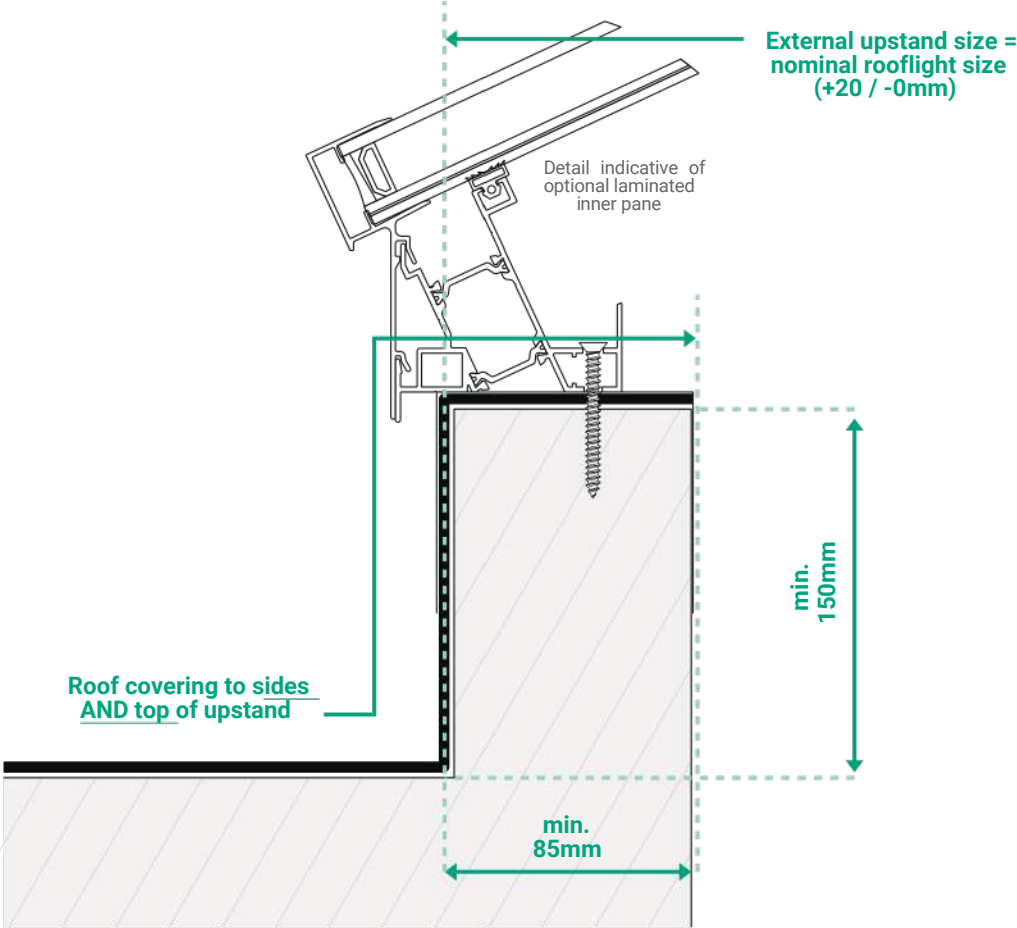 External upstand size =
nominal rooflight size
(+20 / -0mm)
Detail indicative of
optional laminated
inner pane
min.
150mm
Roof covering to sides
AND top of upstand
min.
85mm